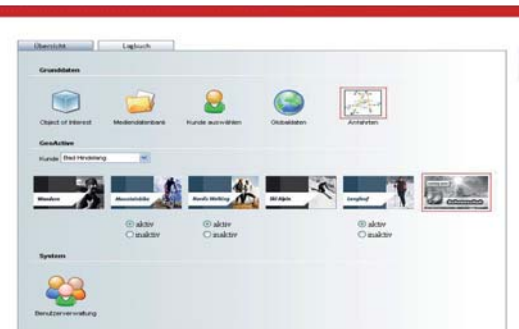 Übersicht Logbuch
Grunddaten
Object of Interest Mediendatenbank Kunde auswählen Globaldaten Anfahrten
GeoActive
Kunde Bad Hindelang
Wandern Mountainbike Nordic Walking Ski Alpin Langlauf
aktiv aktiv aktiv
inaktiv inaktiv inaktiv
System
Benutzerverwaltung